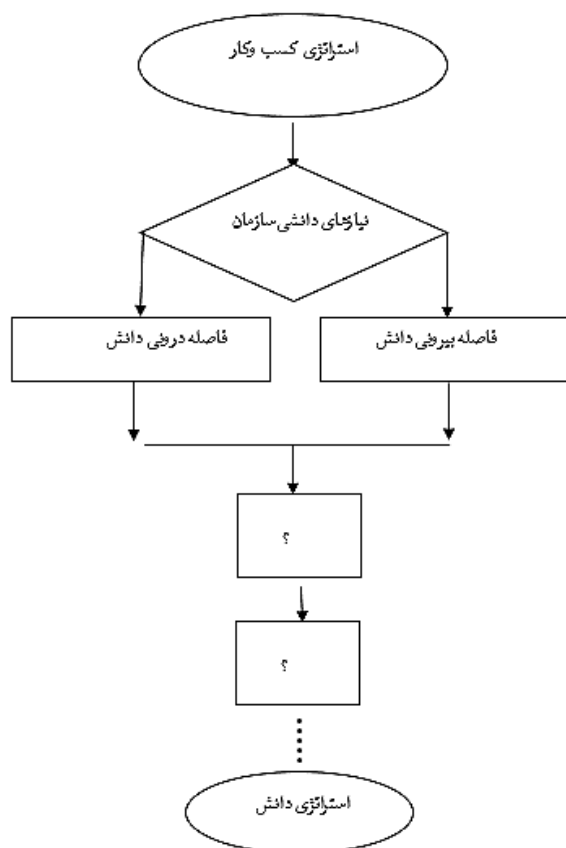 استراتژی کسب وکار
نیازهای دانشی سازمان
فاصله بیرونی دانش
فاصله درونی دانش
؟
؟
استراتژی دانش